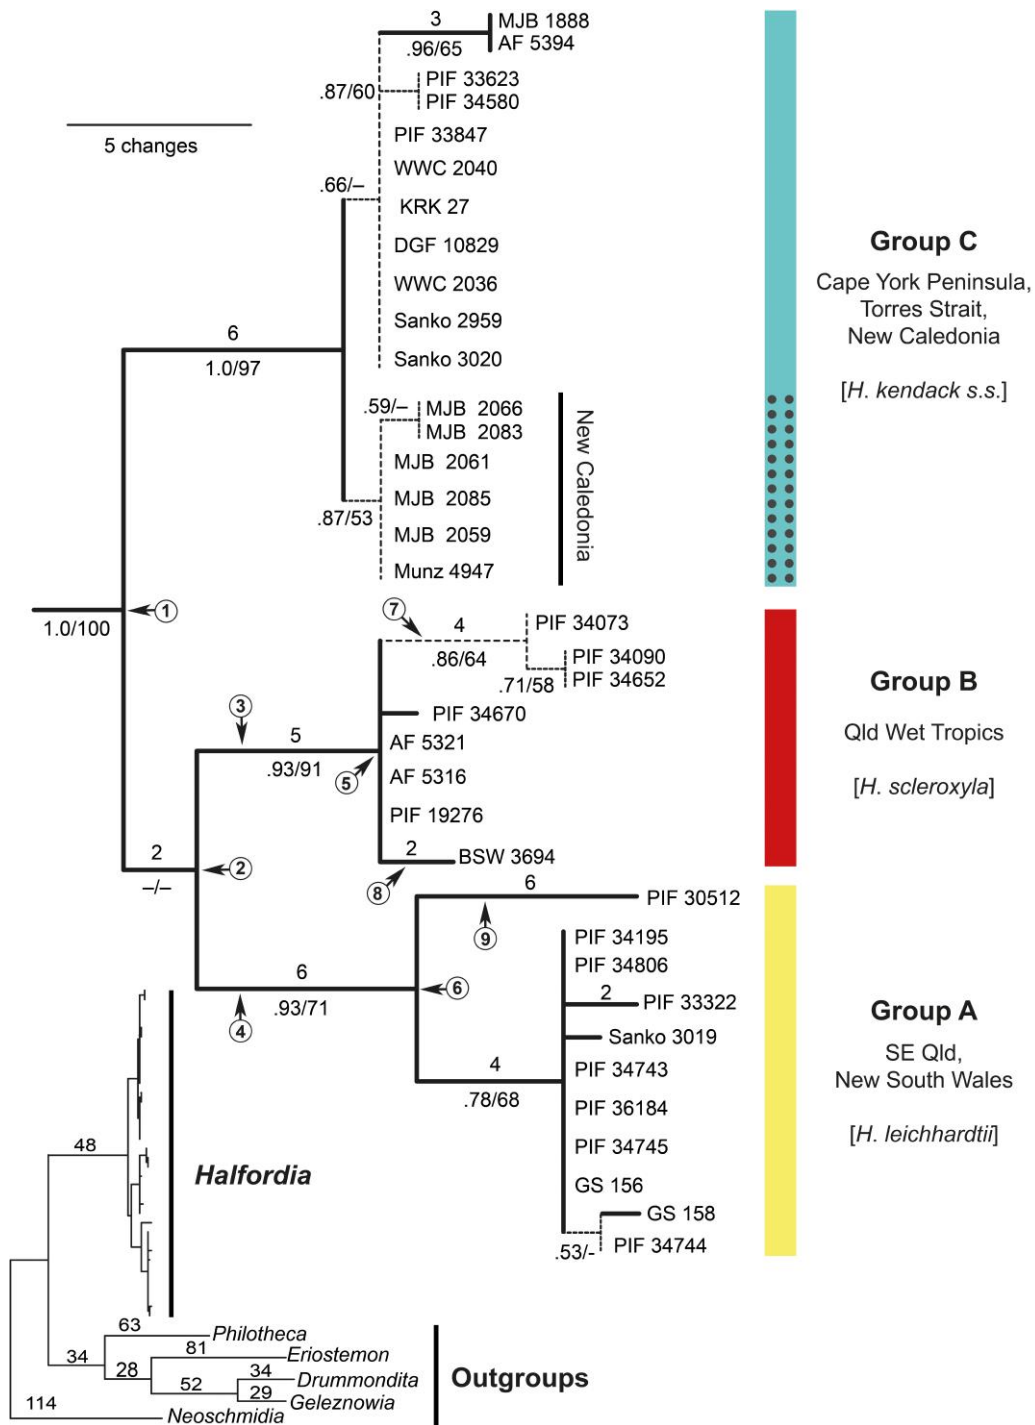 3
MJB 1888
.96/65
AF 5394
.87/60
PIF 33623
PIF 34580
5 changes
PIF 33847
.66/–
WWC 2040
KRK 27
DGF 10829
WWC 2036
Sanko 2959
6
1.0/97
Sanko 3020
.59/–
MJB 2066
MJB 2083
MJB 2061
MJB 2085
.87/53
MJB 2059
Munz 4947
New Caledonia
Group C
Cape York Peninsula,
Torres Strait,
New Caledonia
[H. kendack s.s.]
1
1.0/100
7
4
.86/64
PIF 34073
PIF 34090
.71/58
PIF 34652
3
PIF 34670
5
.93/91
AF 5321
5
AF 5316
PIF 19276
2
BSW 3694
8
Group B
Qld Wet Tropics
[H. scleroxyla]
2
–/–
2
6
PIF 30512
9
PIF 34195
PIF 34806
6
.93/71
6
4
2
PIF 33322
Sanko 3019
4
.78/68
PIF 34743
PIF 36184
PIF 34745
GS 156
GS 158
.53/-
PIF 34744
Group A
SE Qld,
New South Wales
[H. leichhardtii]
48
Halfordia
63
Philotheca
34
81
Eriostemon
28
34
Drummondita
52
29
Geleznowia
114
Neoschmidia
Outgroups